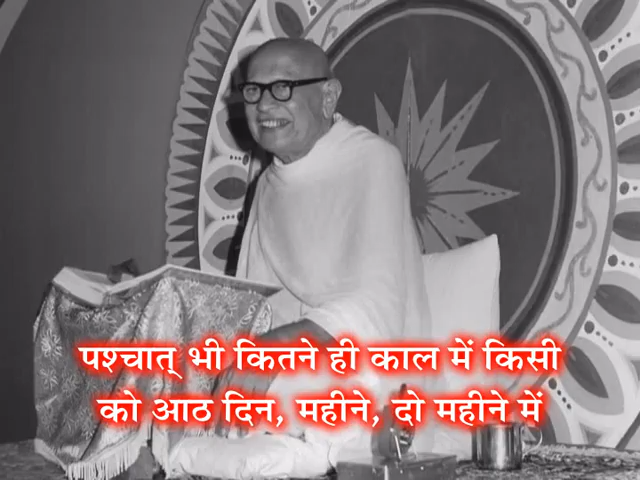 पश्चात् भी कितने ही काल में किसी
को आठ दिन, महीने, दो महीने में